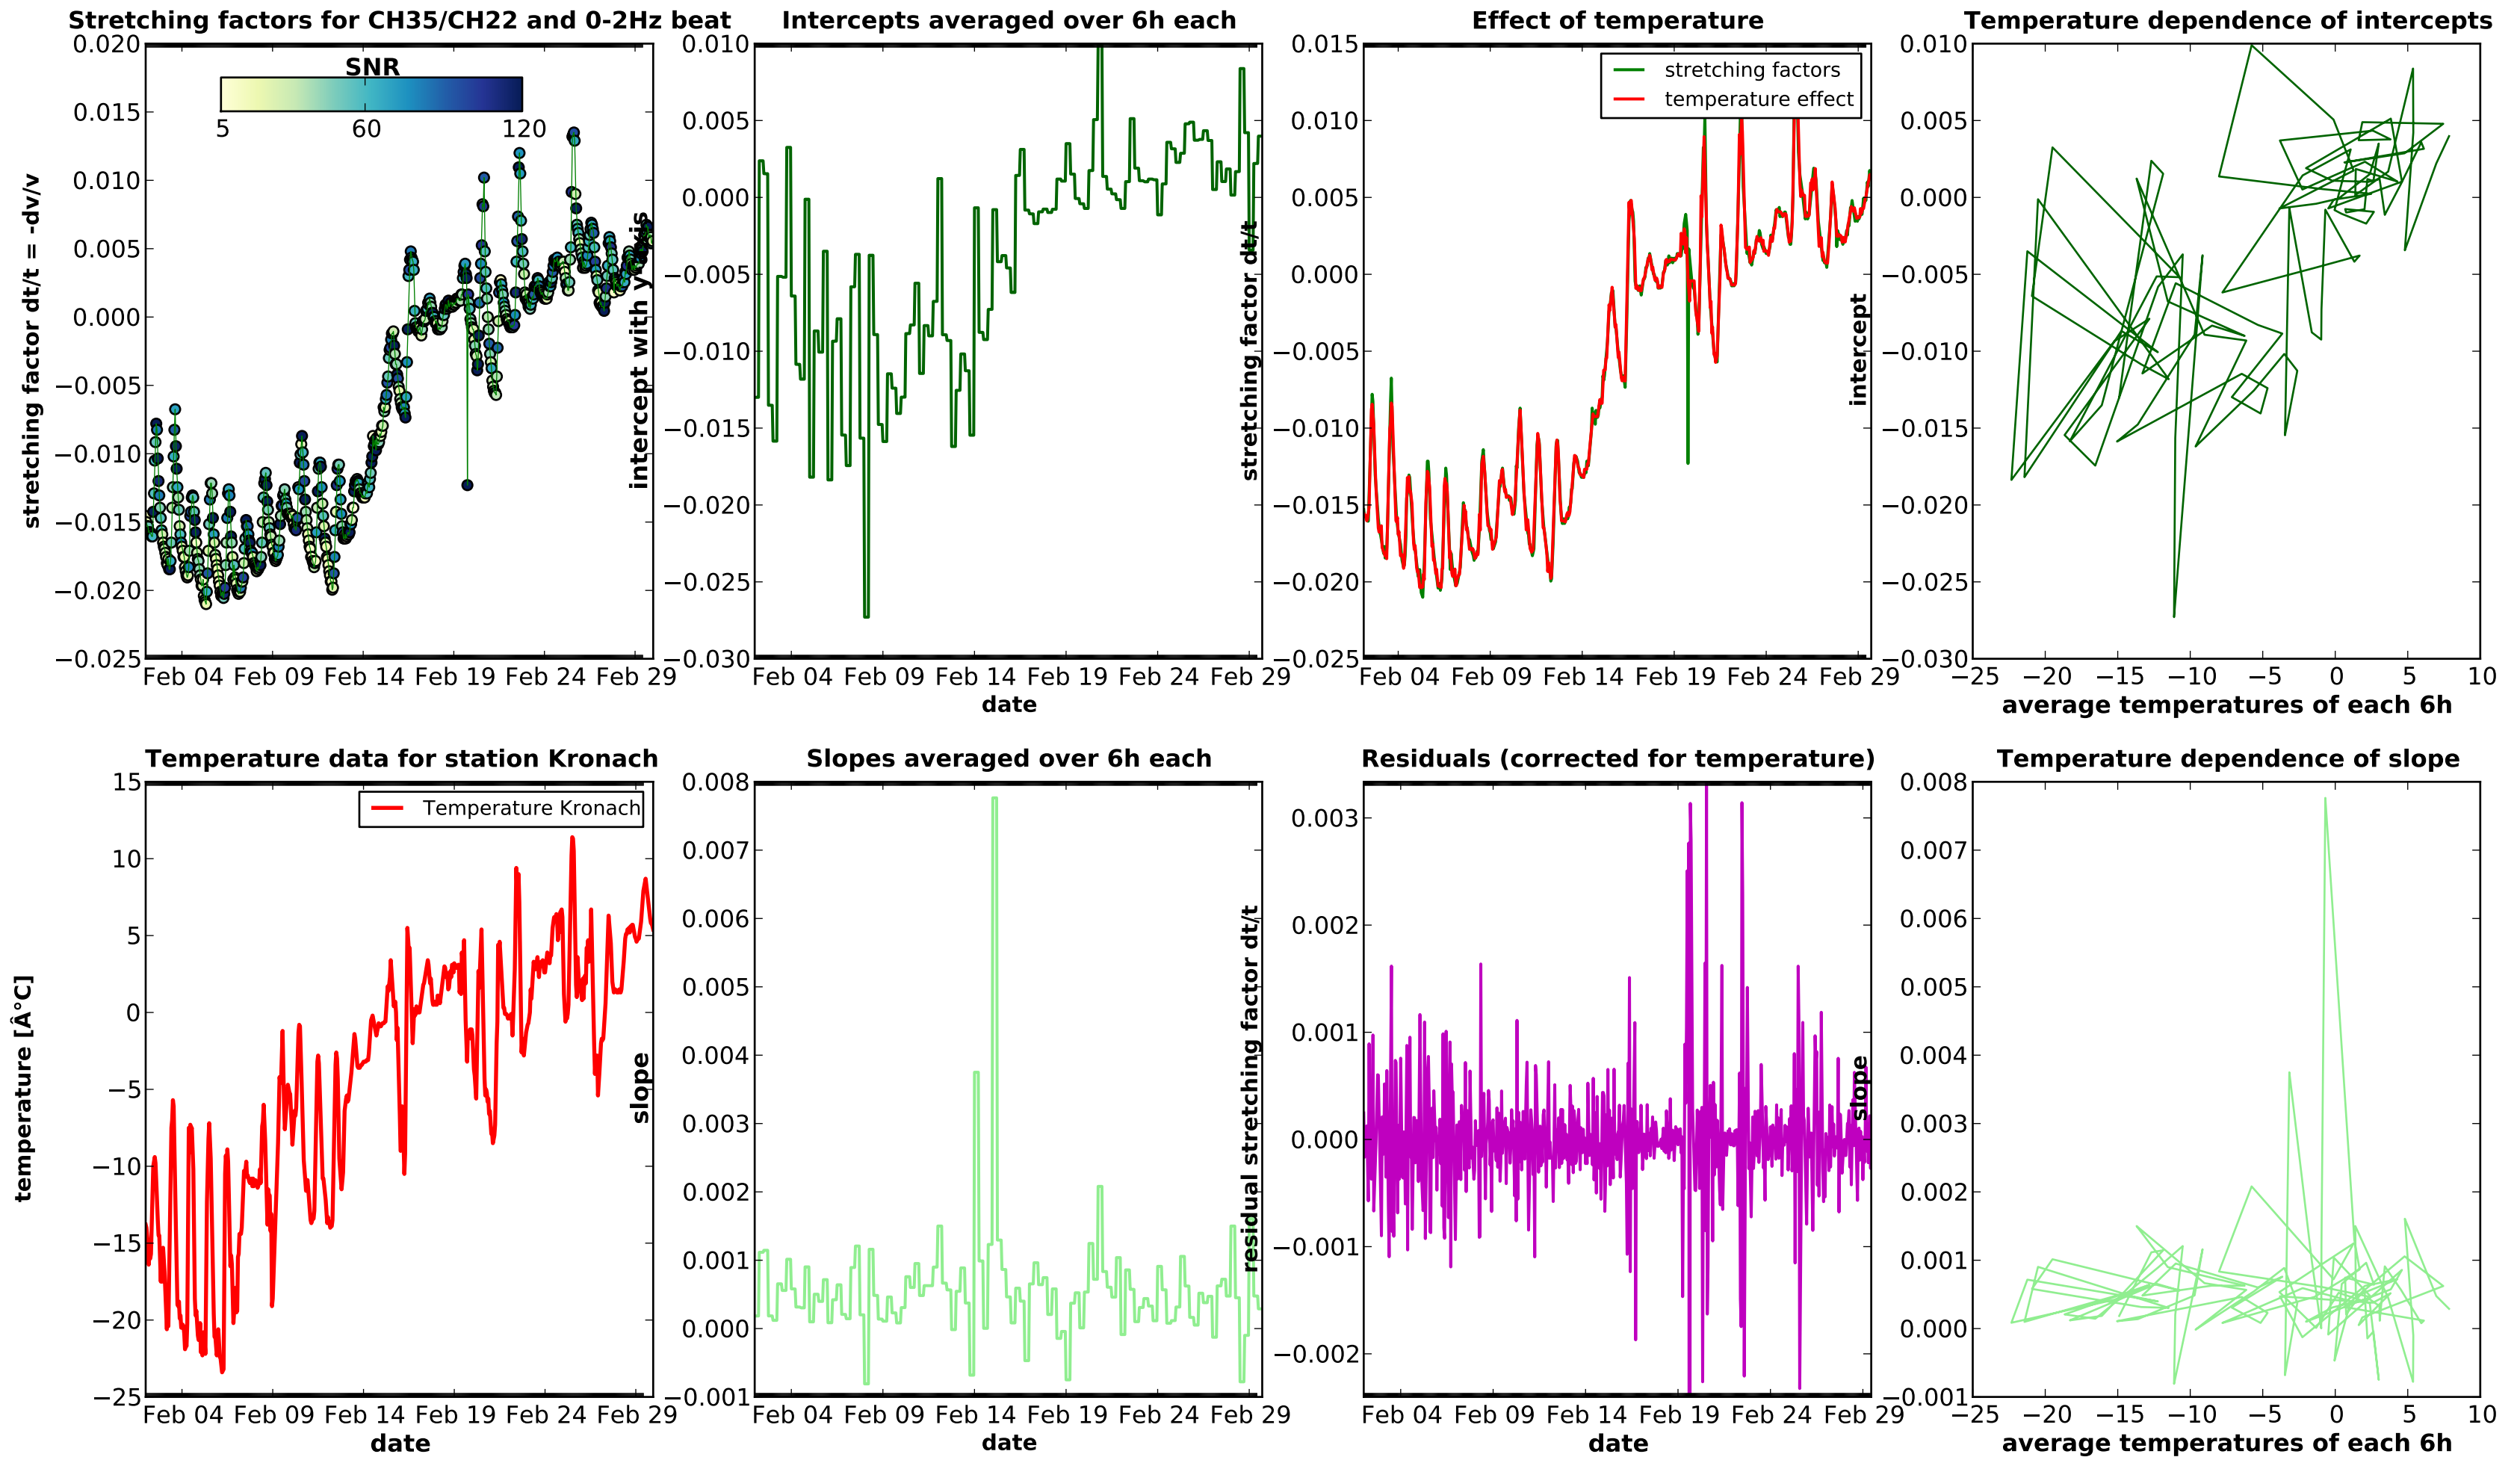 Stretching factors for CH35/CH22 and 0-2Hz beat
stretching factor dt/t = -dv/v
0.020
0.015
0.010
0.005
0.000
−0.005
−0.010
−0.015
−0.020
−0.025
SNR
5 60 120
Feb 04 Feb 09 Feb 14 Feb 19 Feb 24 Feb 29
Intercepts averaged over 6h each
intercept with y axis
0.010
0.005
0.000
−0.005
−0.010
−0.015
−0.020
−0.025
−0.030
Feb 04 Feb 09 Feb 14 Feb 19 Feb 24 Feb 29
date
Effect of temperature
stretching factor dt/t
0.015
0.010
0.005
0.000
−0.005
−0.010
−0.015
−0.020
−0.025
stretching factors
temperature effect
Feb 04 Feb 09 Feb 14 Feb 19 Feb 24 Feb 29
Temperature dependence of intercepts
intercept
0.010
0.005
0.000
−0.005
−0.010
−0.015
−0.020
−0.025
−0.030
−25 −20 −15 −10 −5 0 5 10
average temperatures of each 6h
Temperature data for station Kronach
temperature [Â°C]
15
10
5
0
−5
−10
−15
−20
−25
Temperature Kronach
Feb 04 Feb 09 Feb 14 Feb 19 Feb 24 Feb 29
date
Slopes averaged over 6h each
slope
0.008
0.007
0.006
0.005
0.004
0.003
0.002
0.001
0.000
−0.001
Feb 04 Feb 09 Feb 14 Feb 19 Feb 24 Feb 29
date
Residuals (corrected for temperature)
residual stretching factor dt/t
0.003
0.002
0.001
0.000
−0.001
−0.002
Feb 04 Feb 09 Feb 14 Feb 19 Feb 24 Feb 29
date
Temperature dependence of slope
slope
0.008
0.007
0.006
0.005
0.004
0.003
0.002
0.001
0.000
−0.001
−25 −20 −15 −10 −5 0 5 10
average temperatures of each 6h